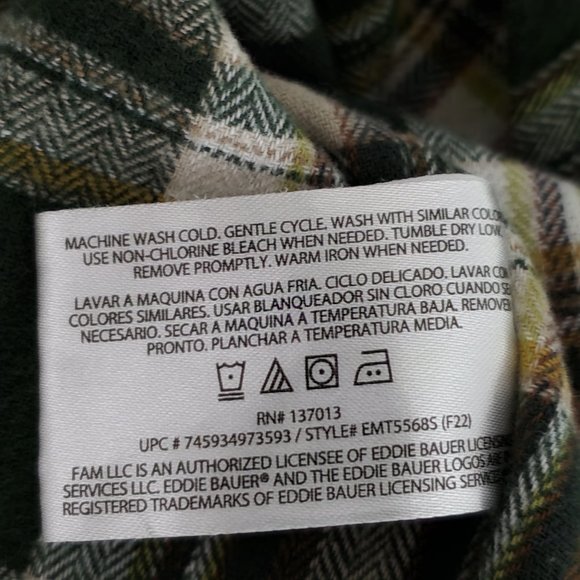 MACHINE WASH COLD. GENTLE CYCLE. WASH WITH SIMILAR COLOR
USE NON-CHLORINE BLEACH WHEN NEEDED. TUMBLE DRY LOW.
REMOVE PROMPTLY. WARM IRON WHEN NEEDED.
LAVAR A MAQUINA CON AGUA FRIA. CICLO DELICADO. LAVAR CON
COLORES SIMILARES. USAR BLANQUEADOR SIN CLORO CUANDO SE
NECESARIO. SECAR A MAQUINA A TEMPERATURA BAJA. REMOVER
PRONTO. PLANCHAR A TEMPERATURA MEDIA.
RN# 137013
UPC # 745934973593 / STYLE# EMT5568S (F22)
FAM LLC IS AN AUTHORIZED LICENSEE OF EDDIE BAUER LICENSING
SERVICES LLC. EDDIE BAUER® AND THE EDDIE BAUER LOGOS ARE
REGISTERED TRADEMARKS OF EDDIE BAUER LICENSING SERVICE